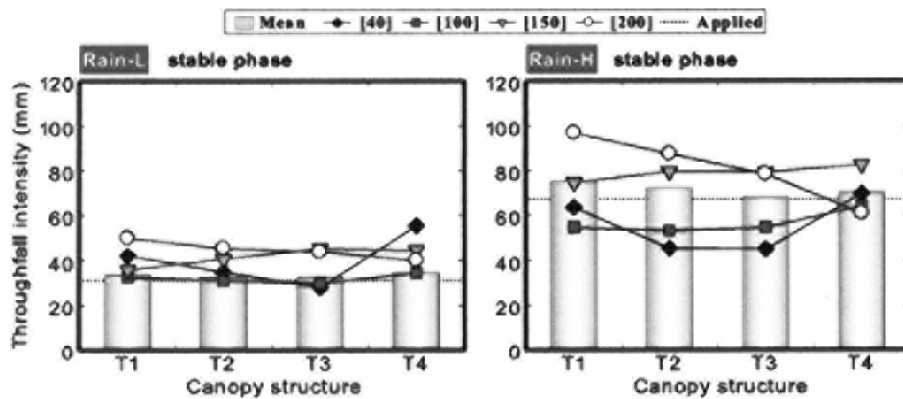 Mean [40] [100] [150] [200] Applied
Rain-L stable phase
120
100
80
60
40
20
0
Throughfall intensity (mm)
T1 T2 T3 T4
Canopy structure
Rain-H stable phase
120
100
80
60
40
20
0
T1 T2 T3 T4
Canopy structure